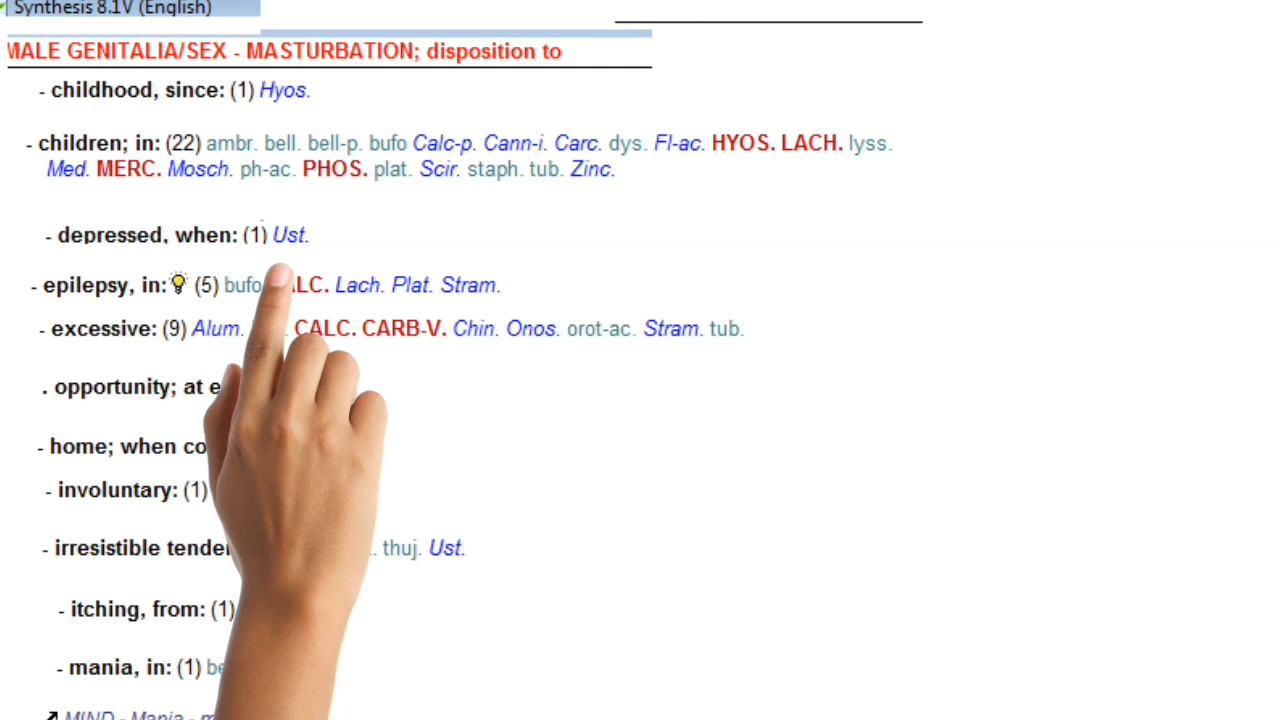 Synthesis 8.1V (English)
MALE GENITALIA/SEX - MASTURBATION; disposition to
- childhood, since: (1) Hyos.
- children; in: (22) ambr. bell. bell-p. bufo Calc-p. Cann-i. Carc. dys. Fl-ac. HYOS. LACH. lyss.
Med. MERC. Mosch. ph-ac. PHOS. plat. Scir. staph. tub. Zinc.
- depressed, when: (1) Ust.
- epilepsy, in: (5) bufo Lach. Plat. Stram.
- excessive: (9) Alum. CALC. CARB-V. Chin. Onos. orot-ac. Stram. tub.
. opportunity; at
- home; when
- involuntary: (1)
- irresistible thuj. Ust.
- itching, from: (1)
- mania, in: (1)
MIND - Mania -